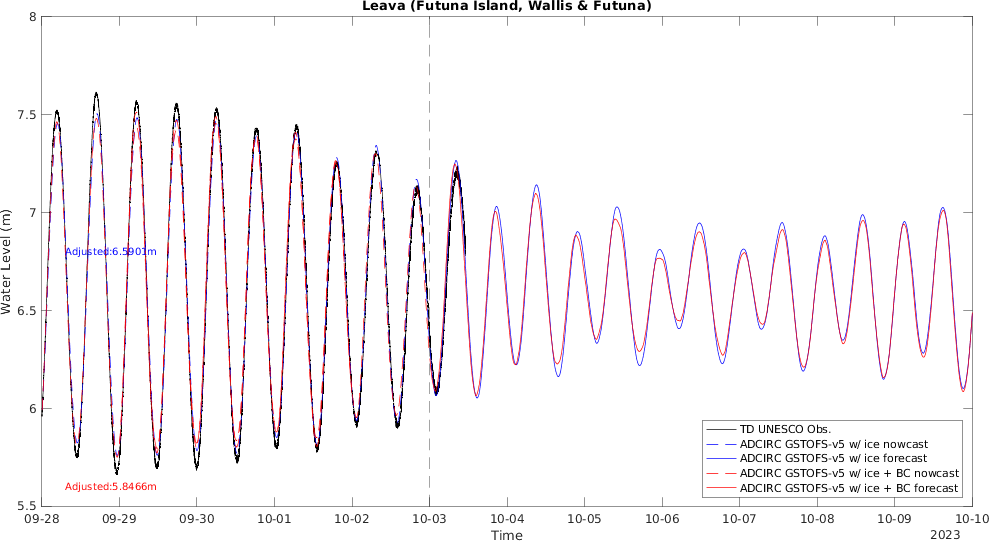 Leava (Futuna Island, Wallis & Futuna)
8
7.5
7
6.5
6
5.5
Water Level (m)
Adjusted:6.5901m
Adjusted:5.8466m
TD UNESCO Obs.
ADCIRC GSTOFS-v5 w/ ice nowcast
ADCIRC GSTOFS-v5 w/ ice forecast
ADCIRC GSTOFS-v5 w/ ice + BC nowcast
ADCIRC GSTOFS-v5 w/ ice + BC forecast
09-28 09-29 09-30 10-01 10-02 10-03 10-04 10-05 10-06 10-07 10-08 10-09 10-10
Time
2023